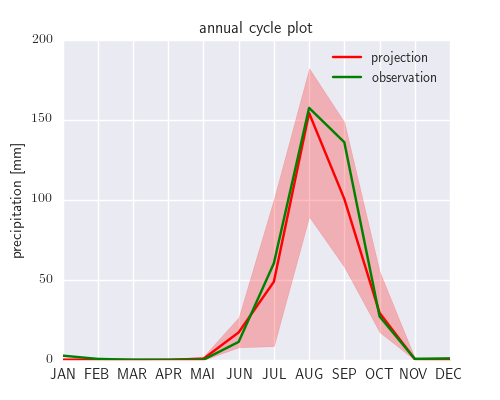 annual cycle plot
200
150
100
50
0
precipitation [mm]
projection
observation
JAN FEB MAR APR MAI JUN JUL AUG SEP OCT NOV DEC